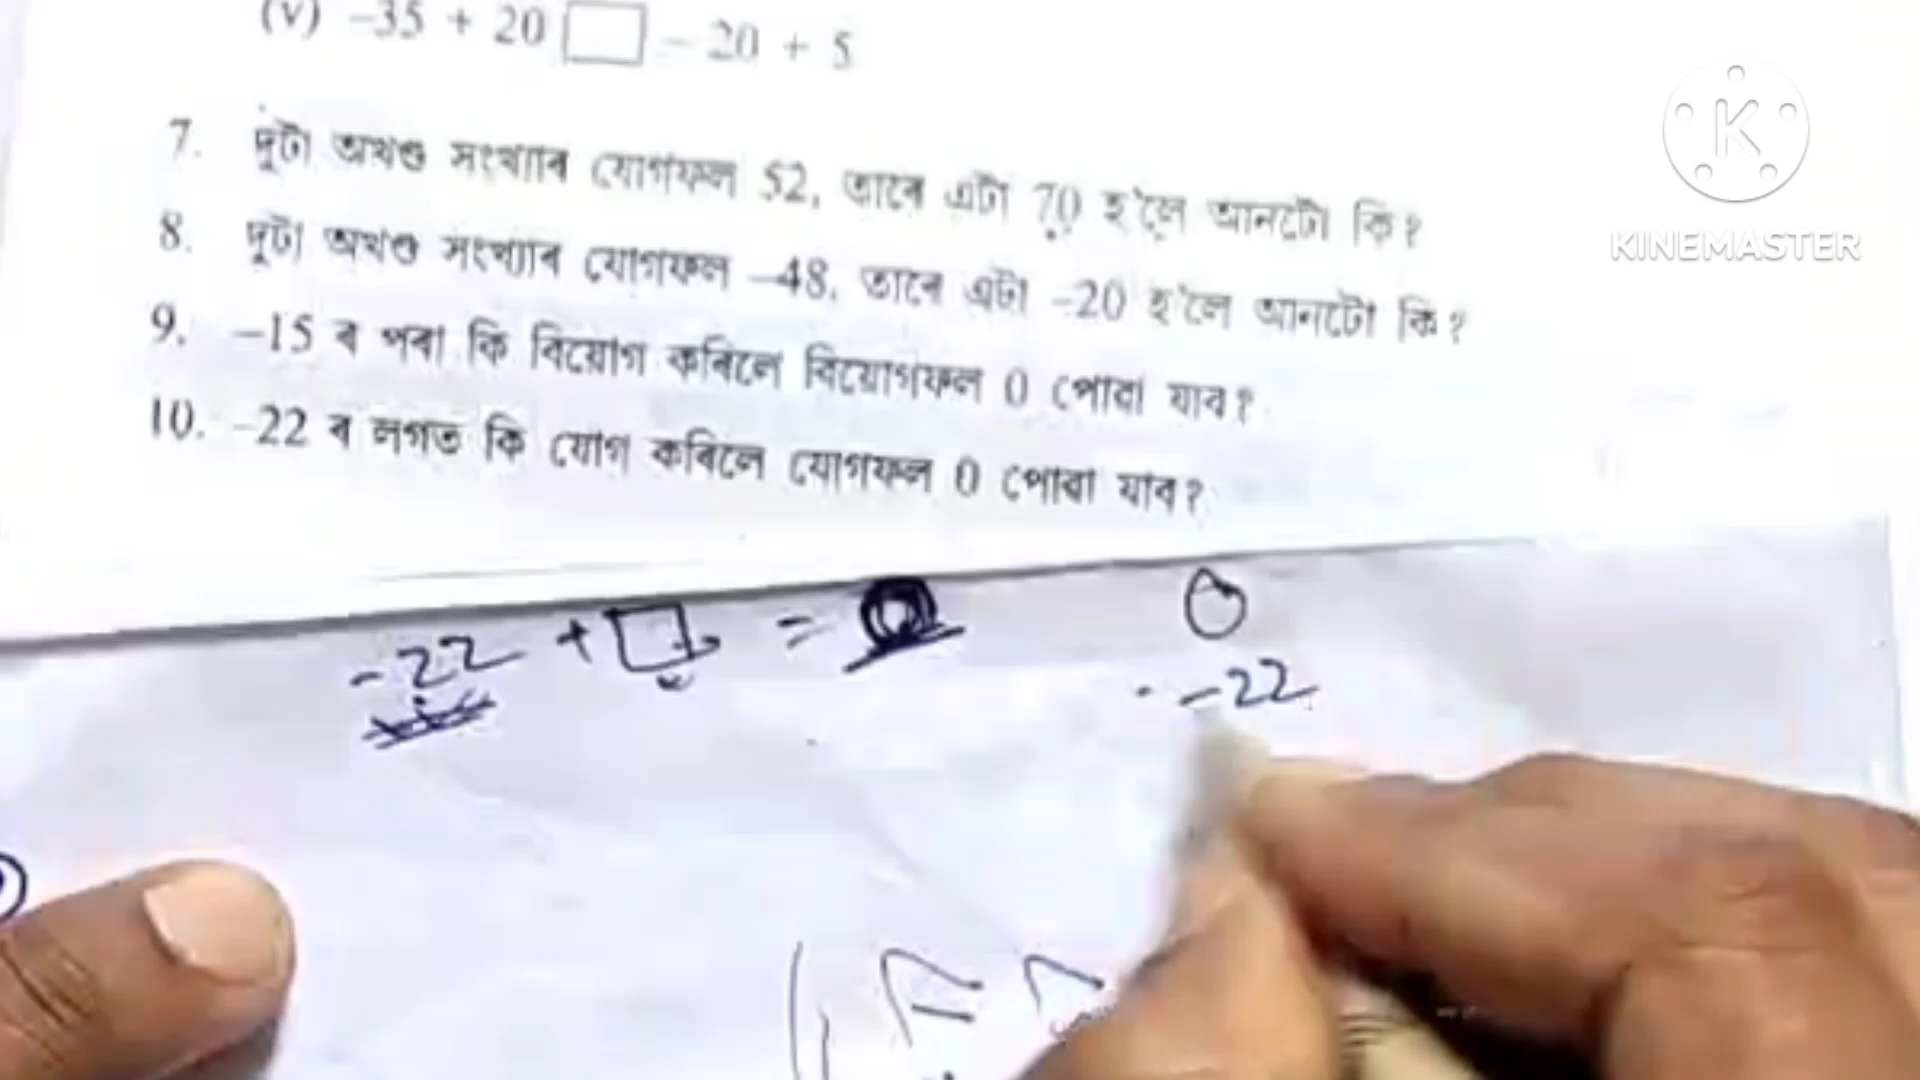 (v) –35 + 20 □ – 20 + 5
7. দুটা অখণ্ড সংখ্যাৰ যোগফল 52, তাৰে এটা 70 হ'লে আনটো কি?
8. দুটা অখণ্ড সংখ্যাৰ যোগফল –48, তাৰে এটা –20 হ'লে আনটো কি?
9. –15 ৰ পৰা কি বিয়োগ কৰিলে বিয়োগফল 0 পোৱা যাব?
10. -22 ৰ লগত কি যোগ কৰিলে যোগফল 0 পোৱা যাব?
-22 + □ = 0
0
- -22
KINEMASTER